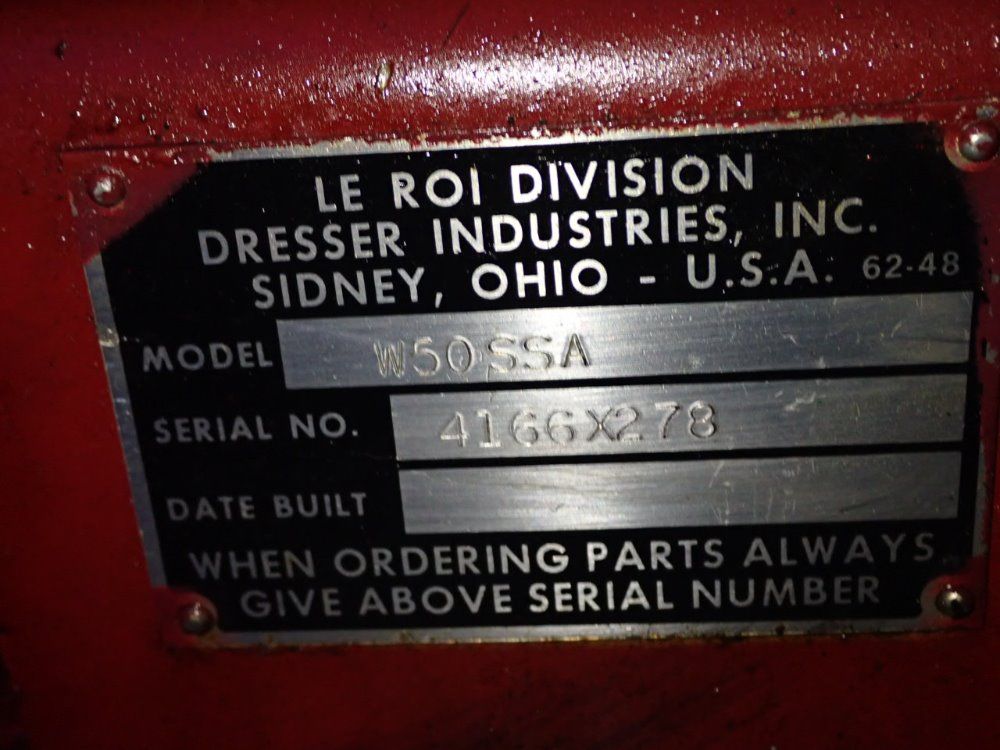 LE ROI DIVISION
DRESSER INDUSTRIES, INC.
SIDNEY, OHIO - U.S.A. 62-48
MODEL W50SSA
SERIAL NO. 4166X278
DATE BUILT
WHEN ORDERING PARTS ALWAYS
GIVE ABOVE SERIAL NUMBER